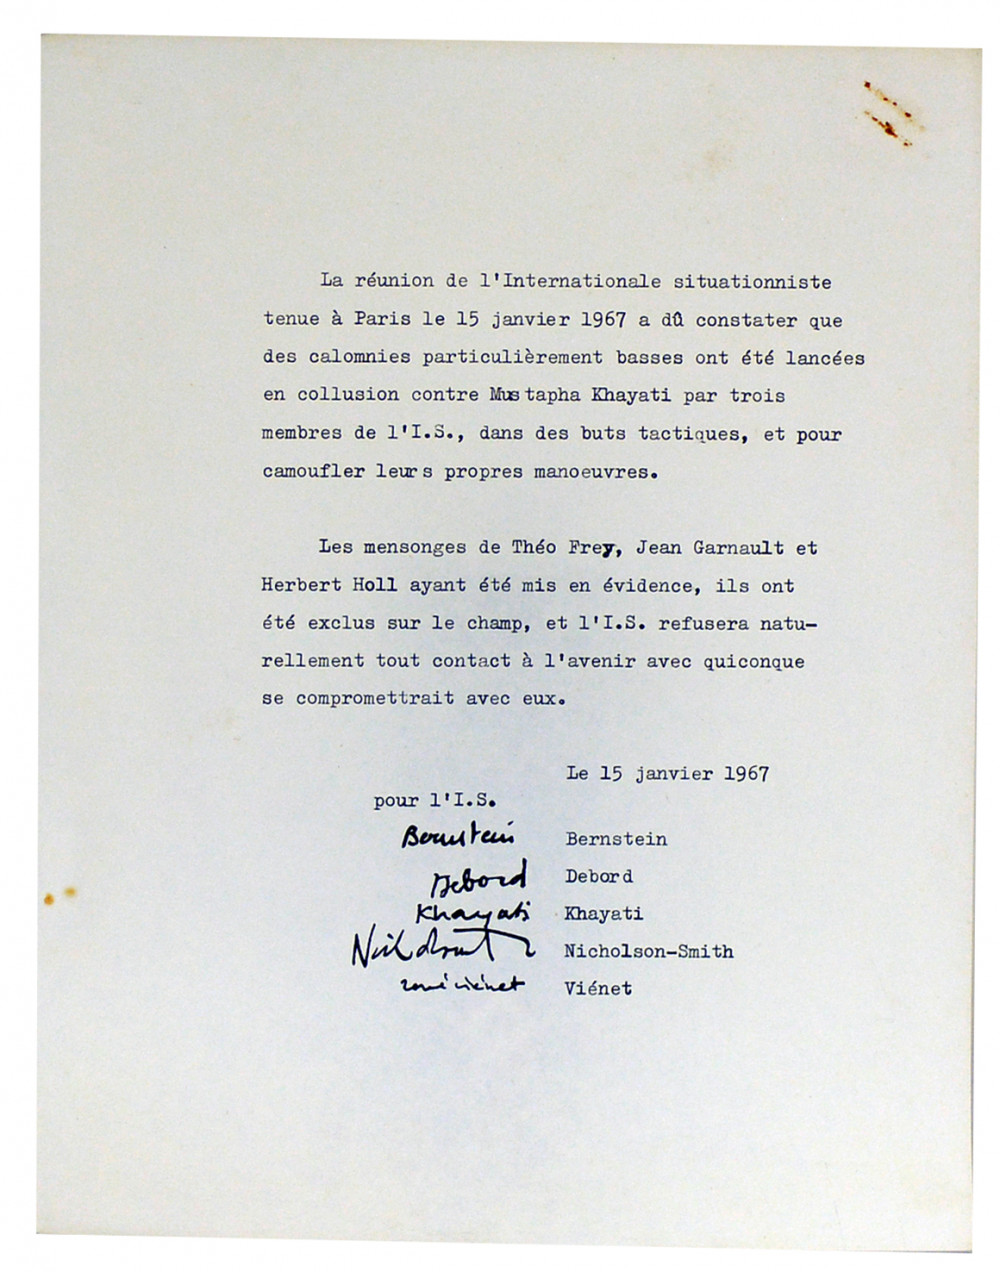 La réunion de l'Internationale situationniste
tenue à Paris le 15 janvier 1967 a dû constater que
des calomnies particulièrement basses ont été lancées
en collusion contre Mustapha Khayati par trois
membres de l'I.S., dans des buts tactiques, et pour
camoufler leurs propres manoeuvres.
Les mensonges de Théo Frey, Jean Garnault et
Herbert Holl ayant été mis en évidence, ils ont
été exclus sur le champ, et l'I.S. refusera natu-
rellement tout contact à l'avenir avec quiconque
se compromettrait avec eux.
Le 15 janvier 1967
pour l'I.S.
Bernstein Bernstein
Debord Debord
Khayati Khayati
Nicholson-Smith
rené viénet Viénet